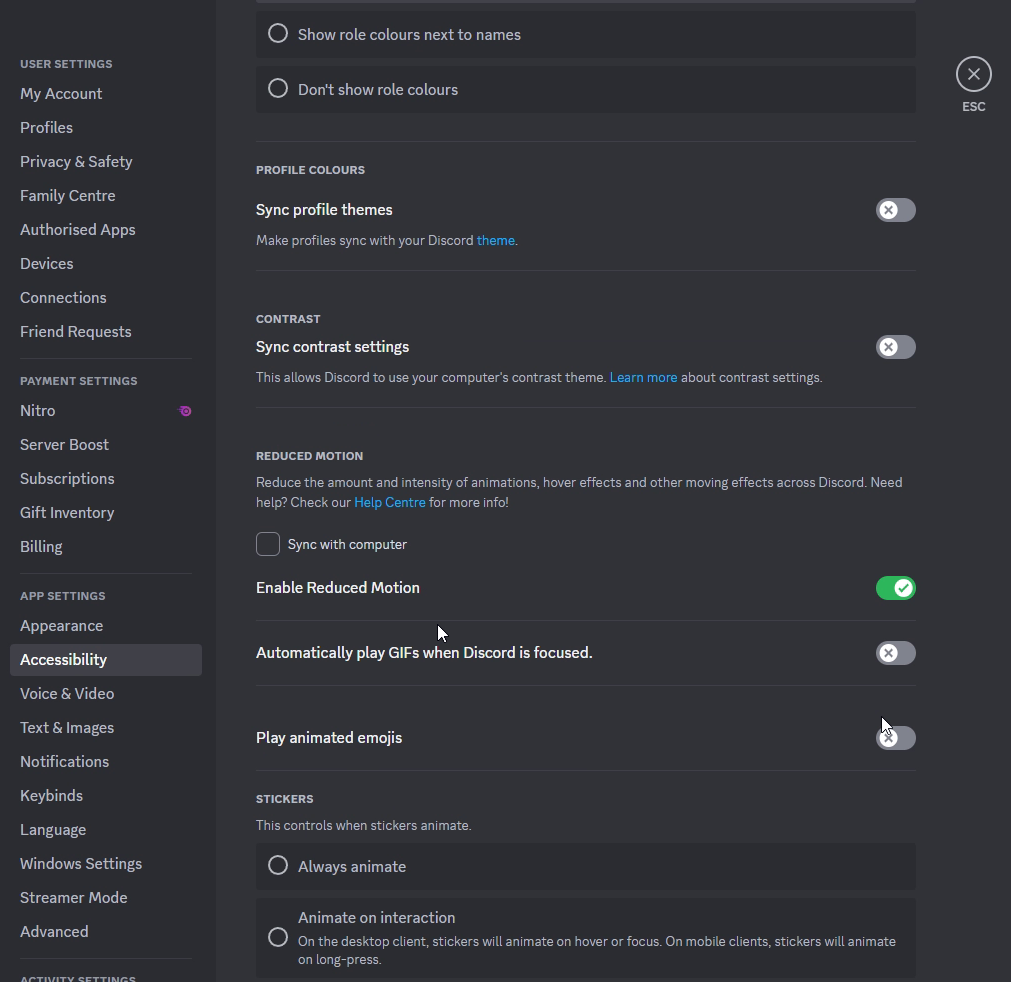 USER SETTINGS
My Account
Profiles
Privacy & Safety
Family Centre
Authorised Apps
Devices
Connections
Friend Requests
PAYMENT SETTINGS
Nitro
Server Boost
Subscriptions
Gift Inventory
Billing
APP SETTINGS
Appearance
Accessibility
Voice & Video
Text & Images
Notifications
Keybinds
Language
Windows Settings
Streamer Mode
Advanced
ACTIVITY SETTINGS
Show role colours next to names
Don't show role colours
PROFILE COLOURS
Sync profile themes
Make profiles sync with your Discord theme.
CONTRAST
Sync contrast settings
This allows Discord to use your computer's contrast theme. Learn more about contrast settings.
REDUCED MOTION
Reduce the amount and intensity of animations, hover effects and other moving effects across Discord. Need
help? Check our Help Centre for more info!
Sync with computer
Enable Reduced Motion
Automatically play GIFs when Discord is focused.
Play animated emojis
STICKERS
This controls when stickers animate.
Always animate
Animate on interaction
On the desktop client, stickers will animate on hover or focus. On mobile clients, stickers will animate
on long-press.
ESC